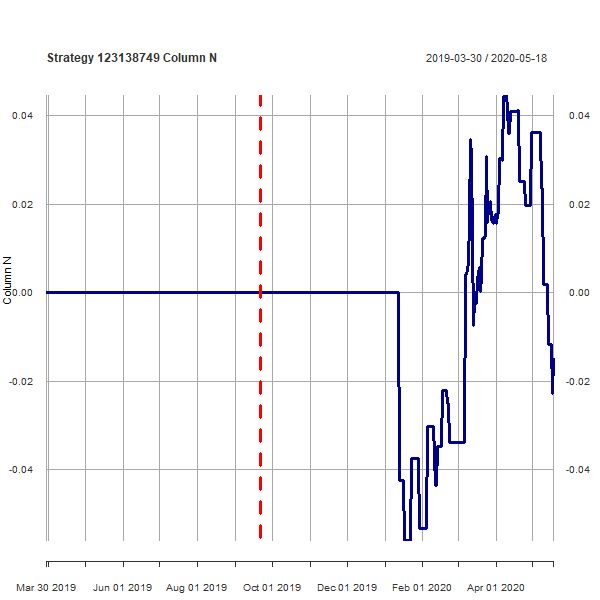 Strategy 123138749 Column N 2019-03-30 / 2020-05-18
0.04 0.04
0.02 0.02
0.00 0.00
-0.02 -0.02
-0.04 -0.04
Column N
Mar 30 2019 Jun 01 2019 Aug 01 2019 Oct 01 2019 Dec 01 2019 Feb 01 2020 Apr 01 2020